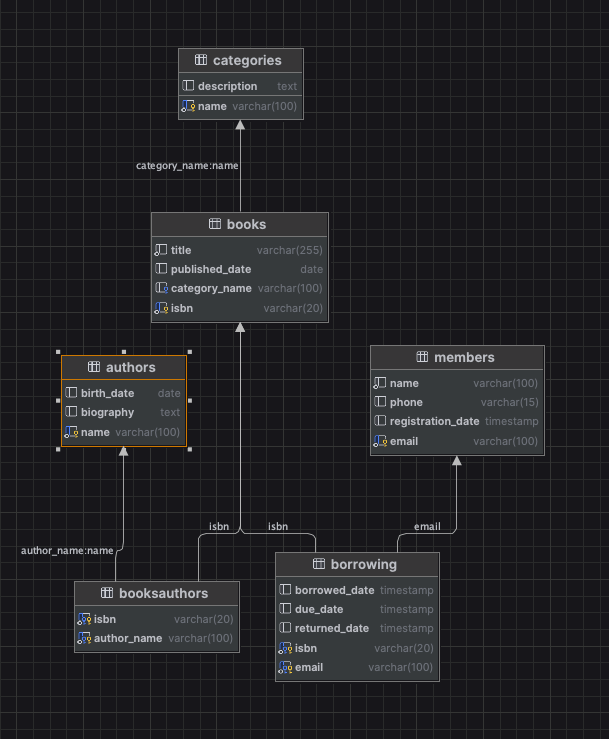 categories
description text
name varchar(100)
category_name:name
books
title varchar(255)
published_date date
category_name varchar(100)
isbn varchar(20)
authors
birth_date date
biography text
name varchar(100)
members
name varchar(100)
phone varchar(15)
registration_date timestamp
email varchar(100)
isbn
isbn
email
author_name:name
booksauthors
isbn varchar(20)
author_name varchar(100)
borrowing
borrowed_date timestamp
due_date timestamp
returned_date timestamp
isbn varchar(20)
email varchar(100)